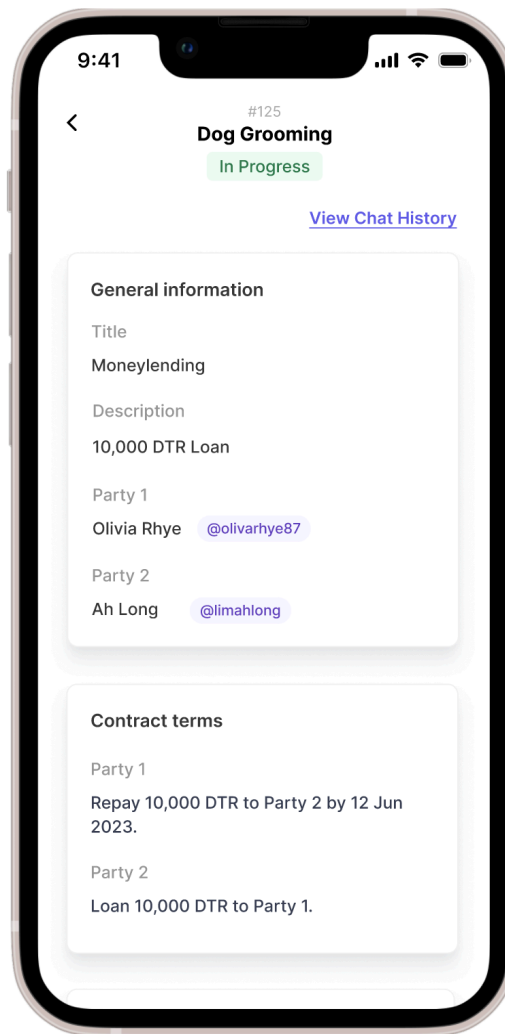 9:41
#125
Dog Grooming
In Progress
View Chat History
General information
Title
Moneylending
Description
10,000 DTR Loan
Party 1
Olivia Rhye @olivarhye87
Party 2
Ah Long @limahlong
Contract terms
Party 1
Repay 10,000 DTR to Party 2 by 12 Jun
2023.
Party 2
Loan 10,000 DTR to Party 1.